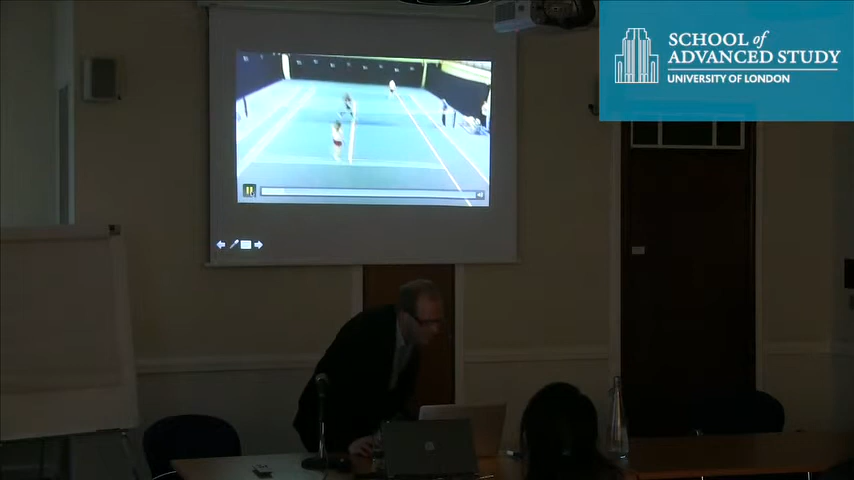 SCHOOL of
ADVANCED STUDY
UNIVERSITY OF LONDON